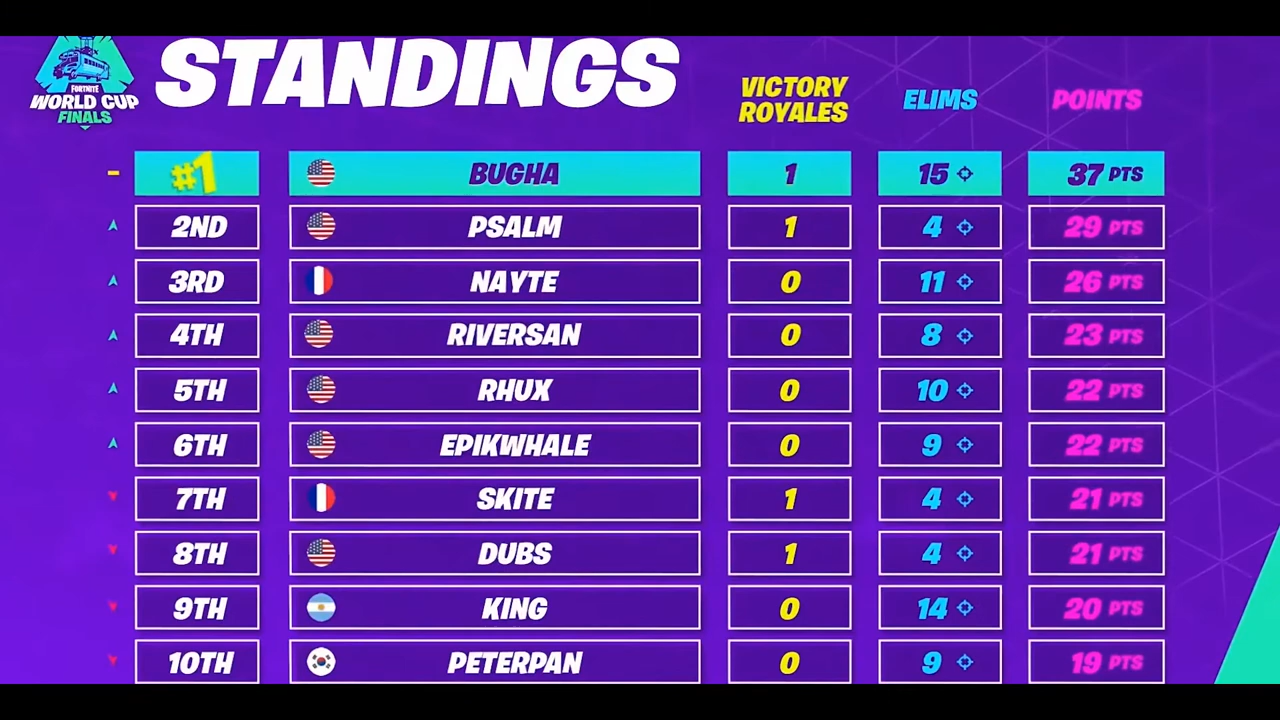 FORTNITE
WORLD CUP
FINALS
STANDINGS
VICTORY ROYALES ELIMS POINTS
#1 BUGHA 1 15 37 PTS
2ND PSALM 1 4 29 PTS
3RD NAYTE 0 11 26 PTS
4TH RIVERSAN 0 8 23 PTS
5TH RHUX 0 10 22 PTS
6TH EPIKWHALE 0 9 22 PTS
7TH SKITE 1 4 21 PTS
8TH DUBS 1 4 21 PTS
9TH KING 0 14 20 PTS
10TH PETERPAN 0 9 19 PTS